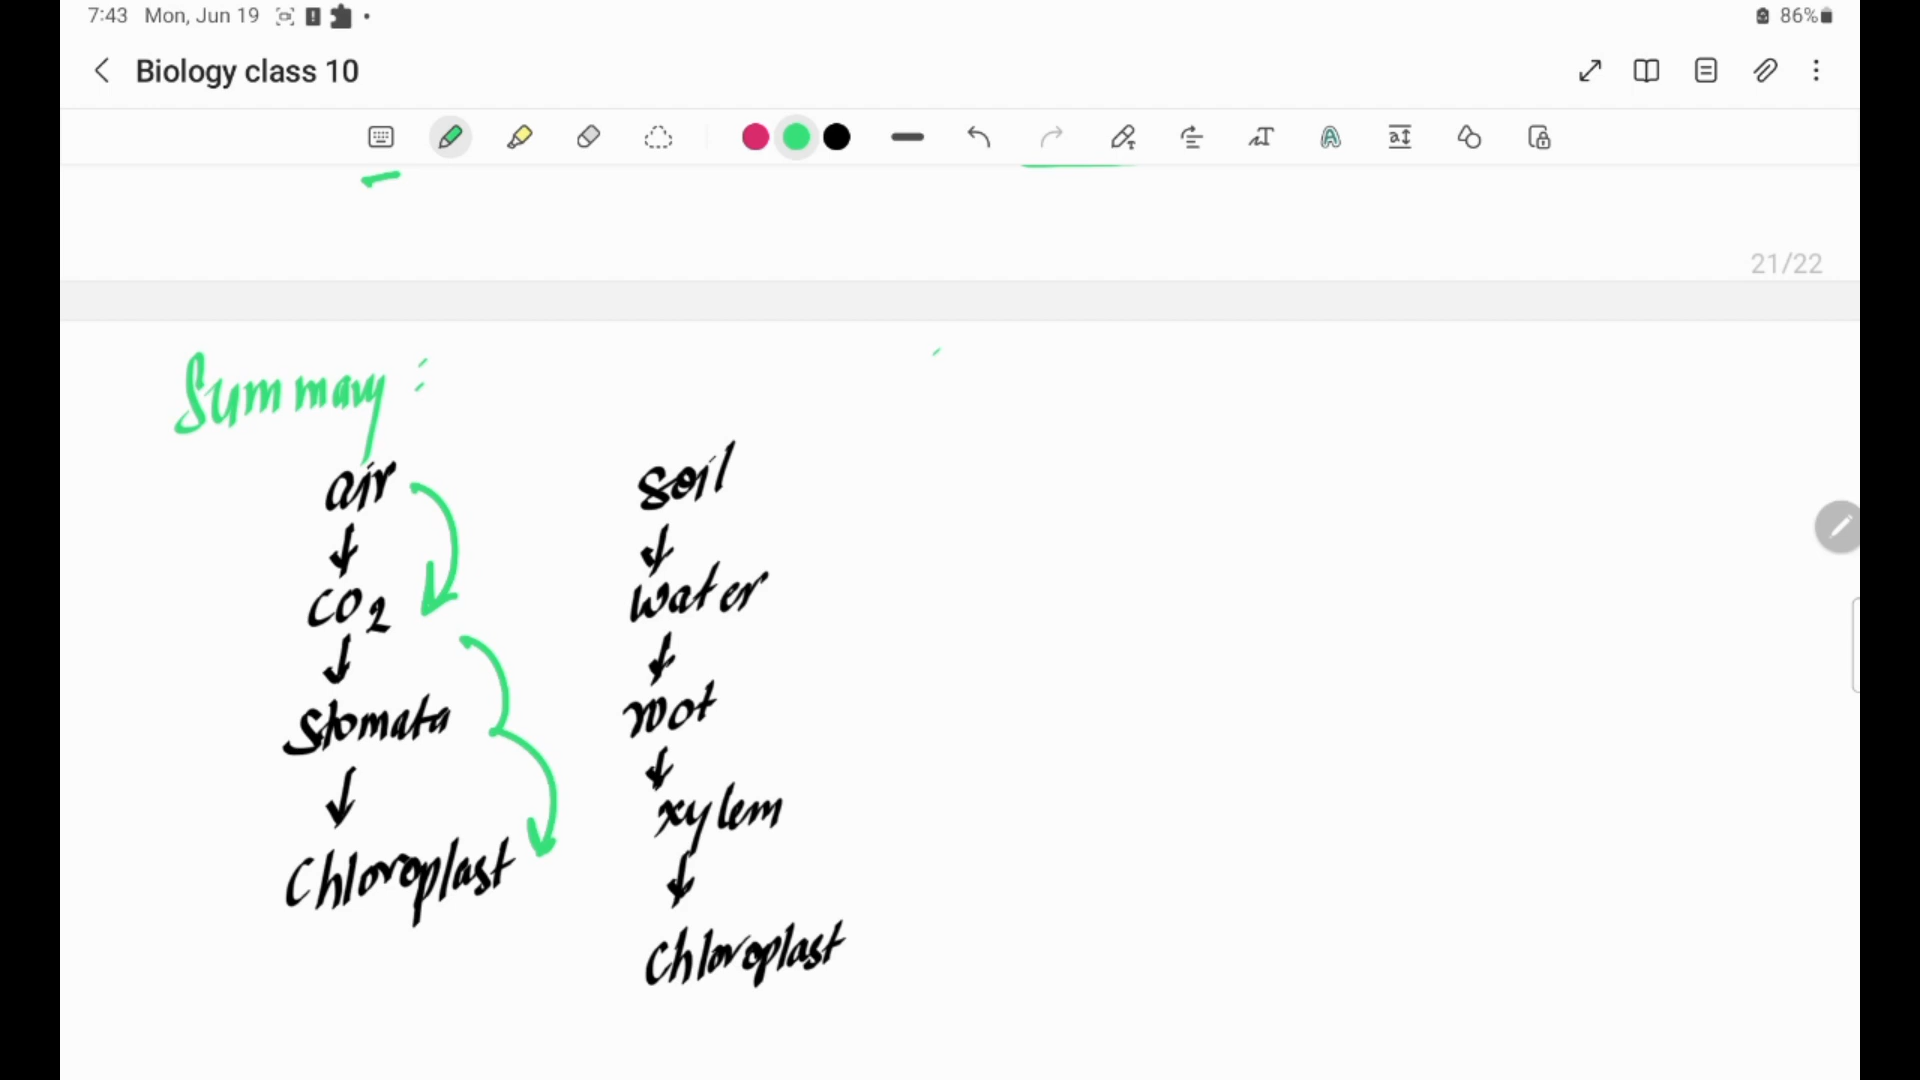 7:43 Mon, Jun 19
86%
Biology class 10
21/22
Summary :
air
CO2
Stomata
Chloroplast
soil
water
root
xylem
chloroplast